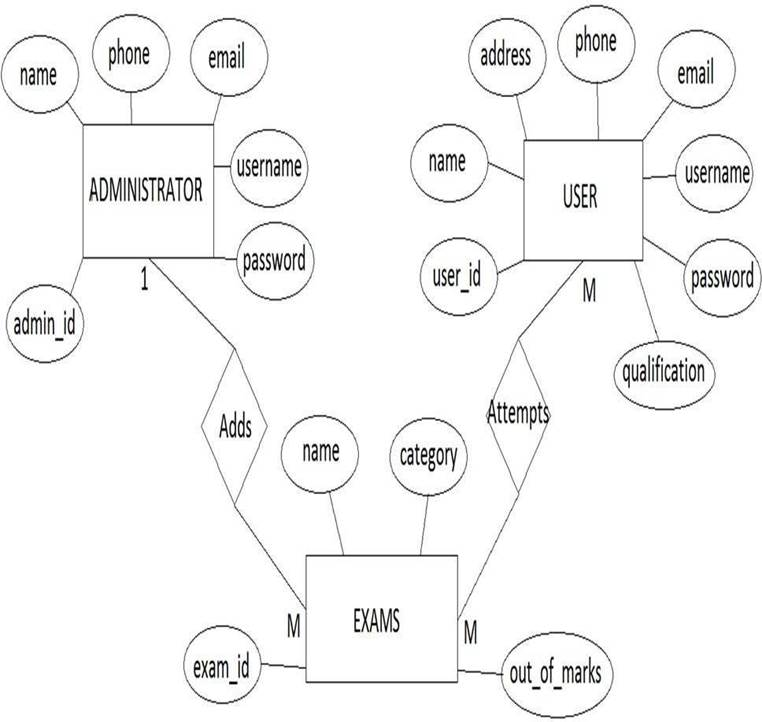 name
phone
email
ADMINISTRATOR
username
password
admin_id
1
address
phone
email
name
USER
username
user_id
password
M
qualification
Adds
Attempts
name
category
M
EXAMS
M
exam_id
out_of_marks